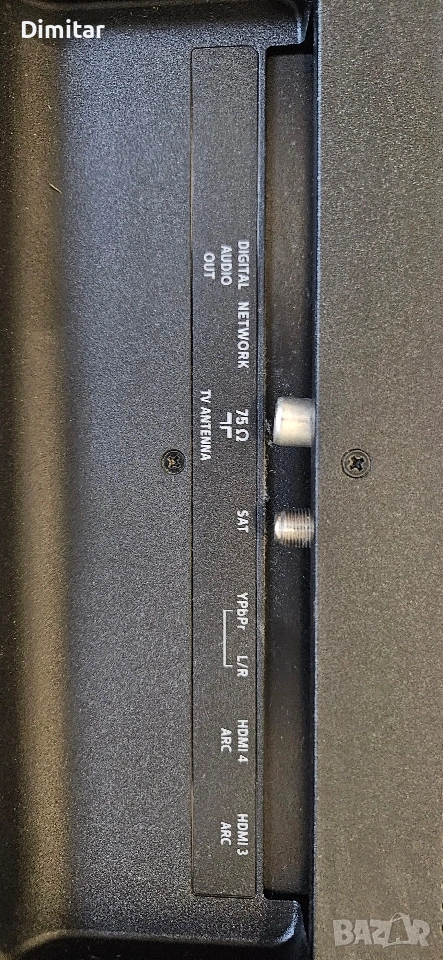 Dimitar
DIGITAL
AUDIO
OUT
NETWORK
75 Ω
TV ANTENNA
SAT
YPbPr
L/R
HDMI 4
ARC
HDMI 3
ARC
BAZAR